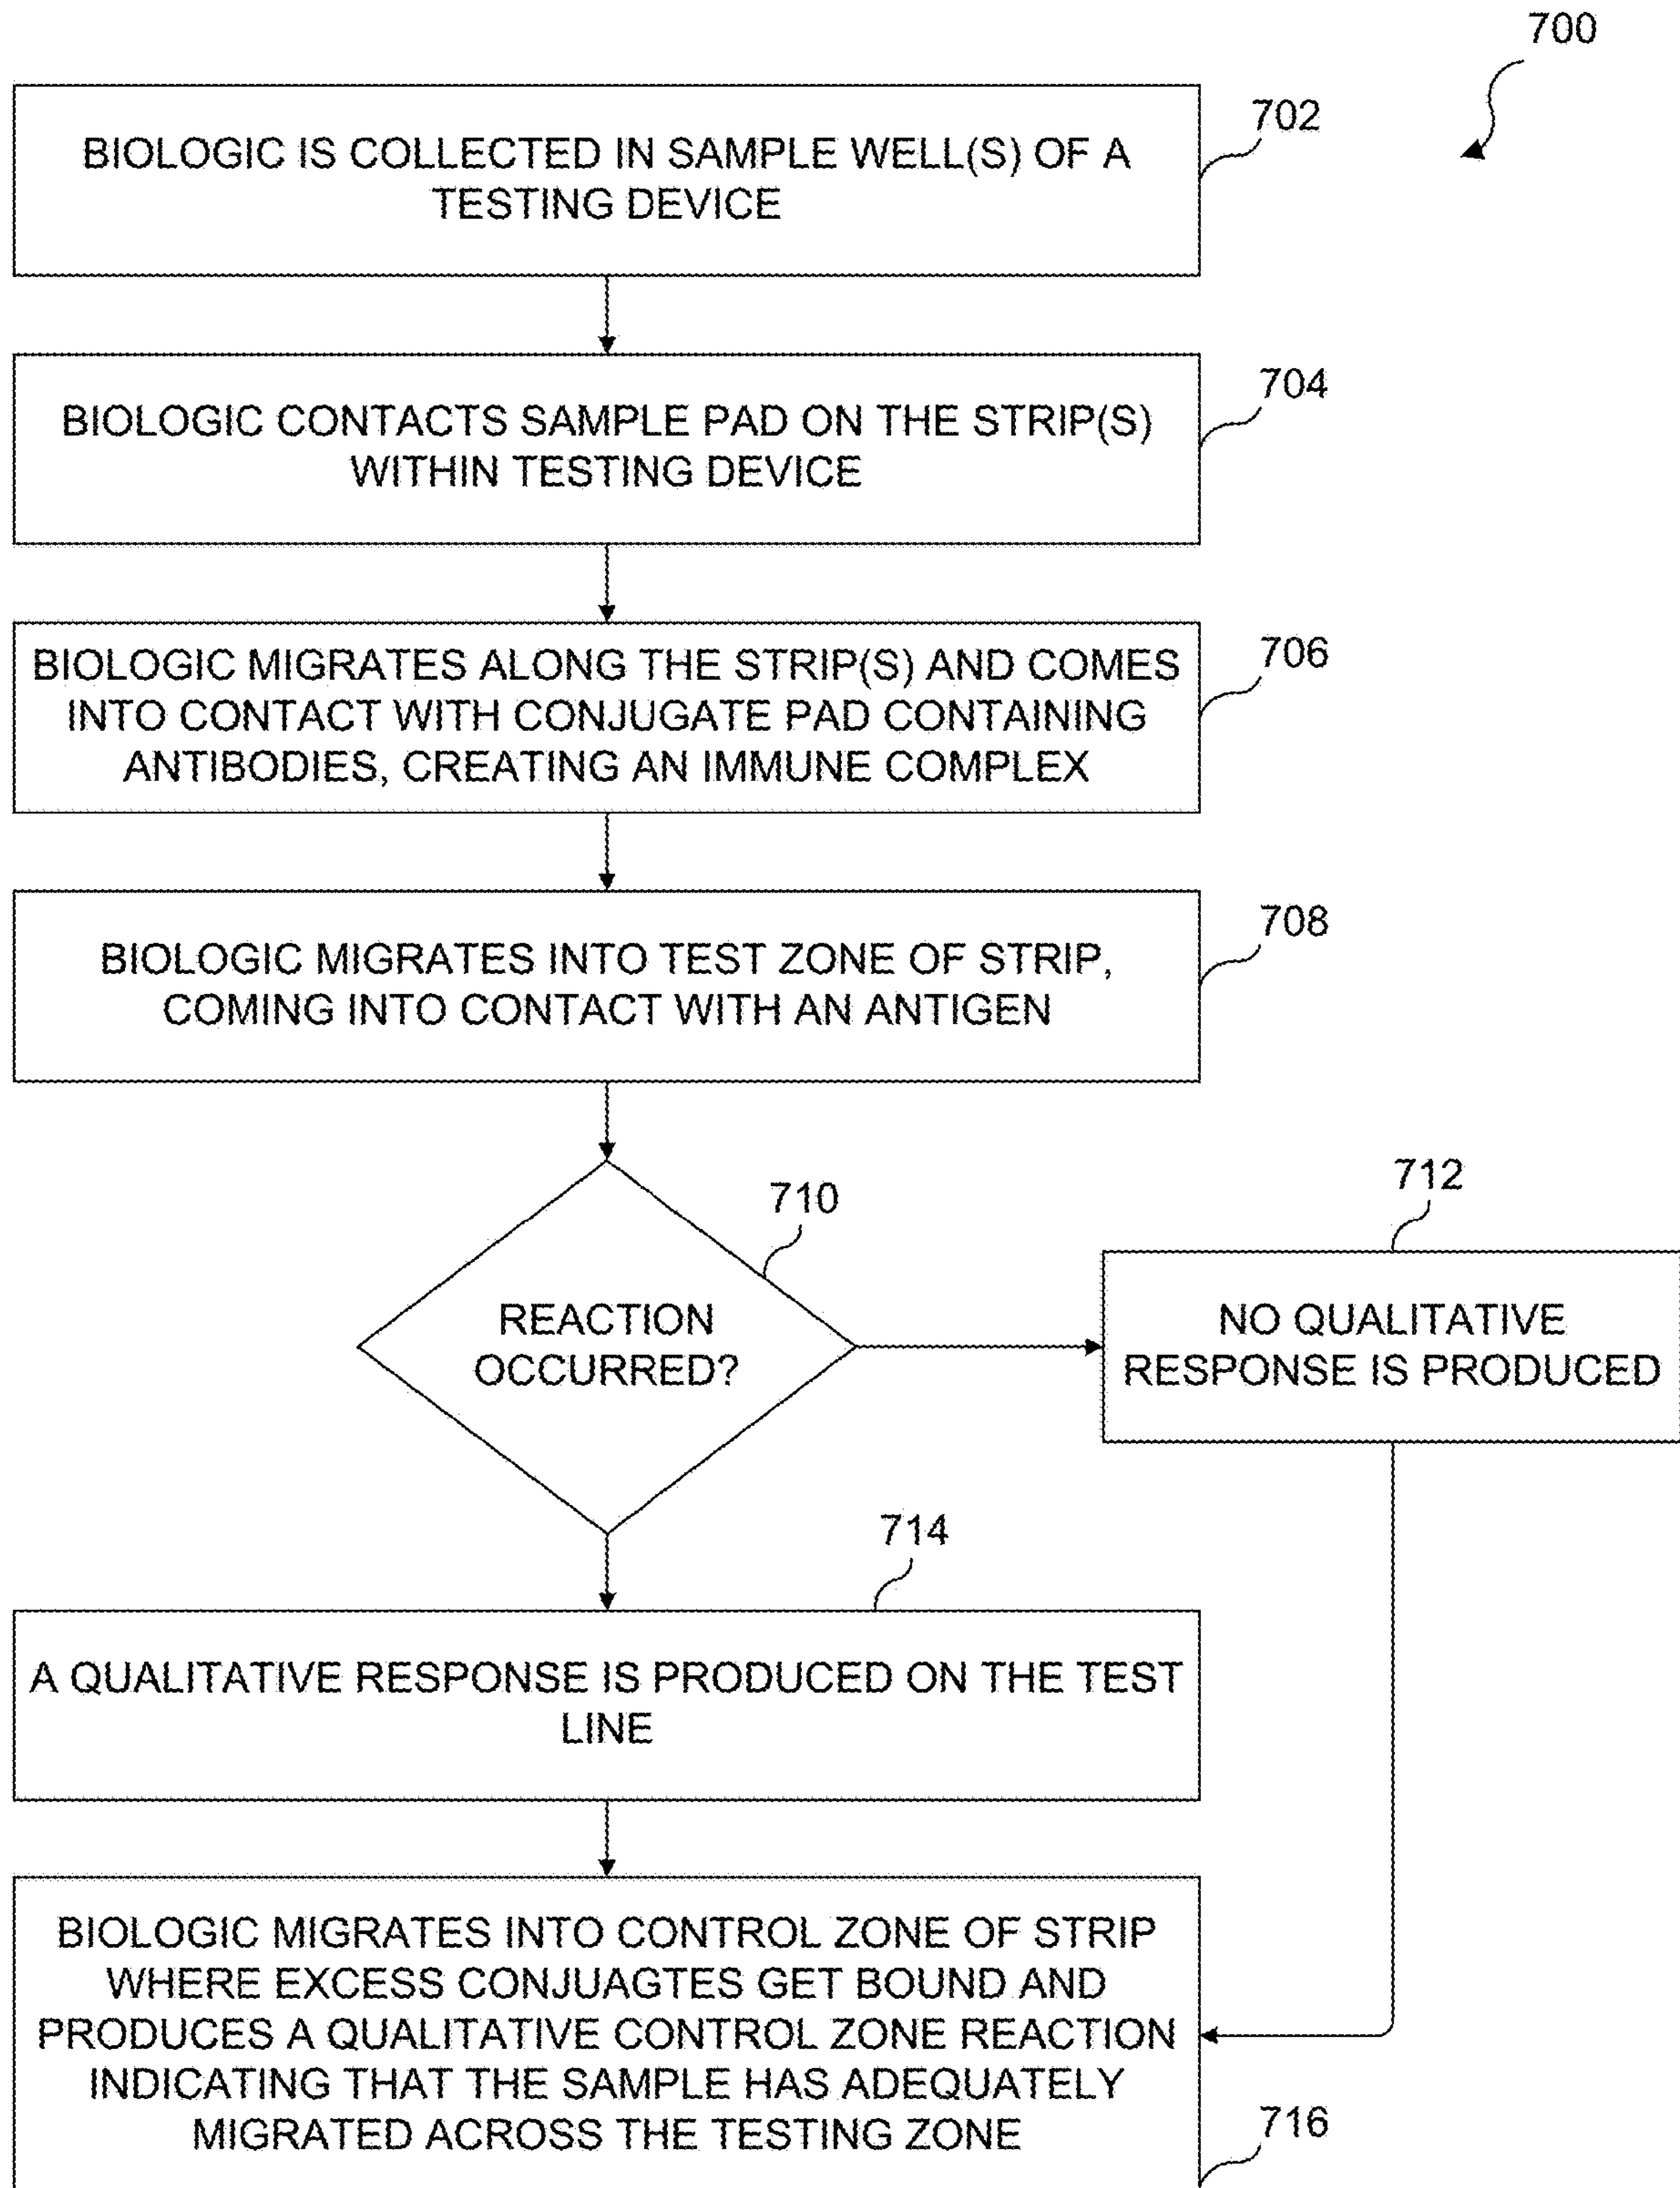 700
BIOLOGIC IS COLLECTED IN SAMPLE WELL(S) OF A
TESTING DEVICE
702
BIOLOGIC CONTACTS SAMPLE PAD ON THE STRIP(S)
WITHIN TESTING DEVICE
704
BIOLOGIC MIGRATES ALONG THE STRIP(S) AND COMES
INTO CONTACT WITH CONJUGATE PAD CONTAINING
ANTIBODIES, CREATING AN IMMUNE COMPLEX
706
BIOLOGIC MIGRATES INTO TEST ZONE OF STRIP,
COMING INTO CONTACT WITH AN ANTIGEN
708
REACTION
OCCURRED?
710
712
NO QUALITATIVE
RESPONSE IS PRODUCED
714
A QUALITATIVE RESPONSE IS PRODUCED ON THE TEST
LINE
BIOLOGIC MIGRATES INTO CONTROL ZONE OF STRIP
WHERE EXCESS CONJUAGTES GET BOUND AND
PRODUCES A QUALITATIVE CONTROL ZONE REACTION
INDICATING THAT THE SAMPLE HAS ADEQUATELY
MIGRATED ACROSS THE TESTING ZONE
716